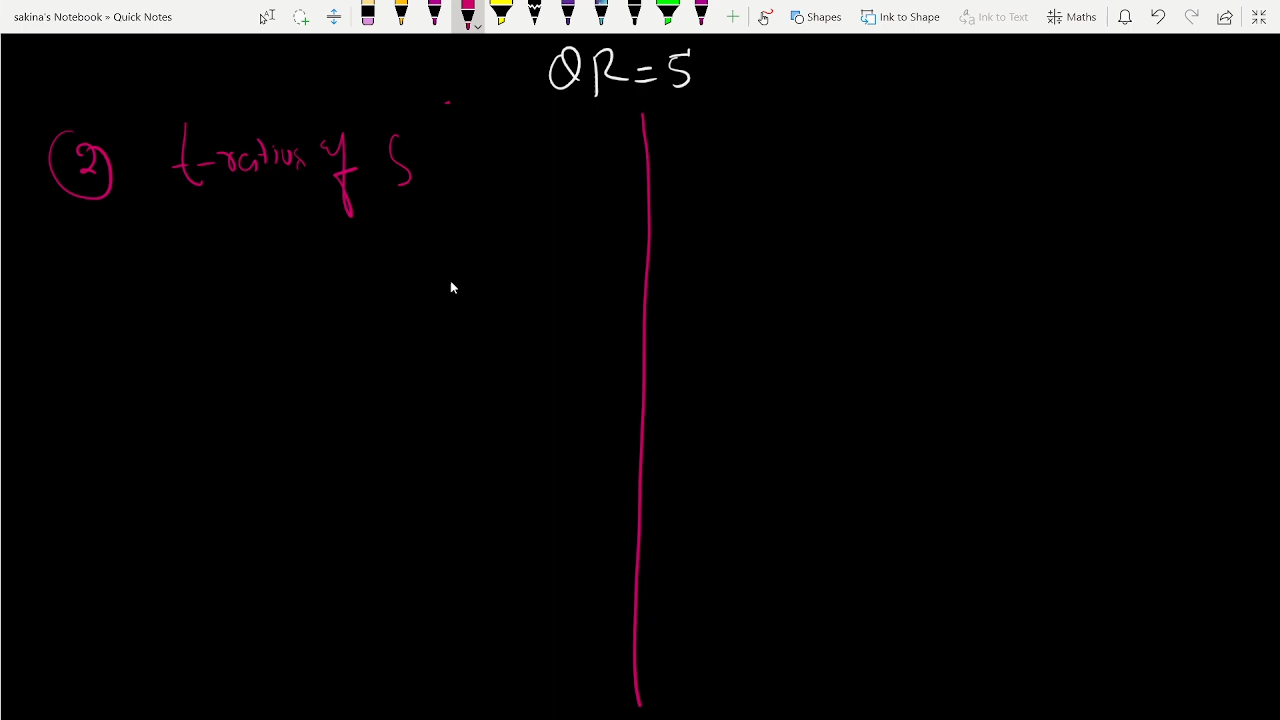 sakina's Notebook » Quick Notes
Shapes
Ink to Shape
Ink to Text
Maths
QR = 5
2 t-ratios of S